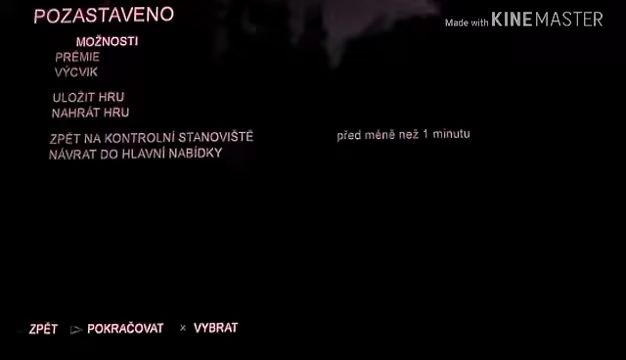 POZASTAVENO
Made with KINEMASTER
MOŽNOSTI
PRÉMIE
VÝCVIK
ULOŽIT HRU
NAHRÁT HRU
ZPĚT NA KONTROLNÍ STANOVIŠTĚ před méně než 1 minutu
NÁVRAT DO HLAVNÍ NABÍDKY
ZPĚT POKRAČOVAT × VYBRAT